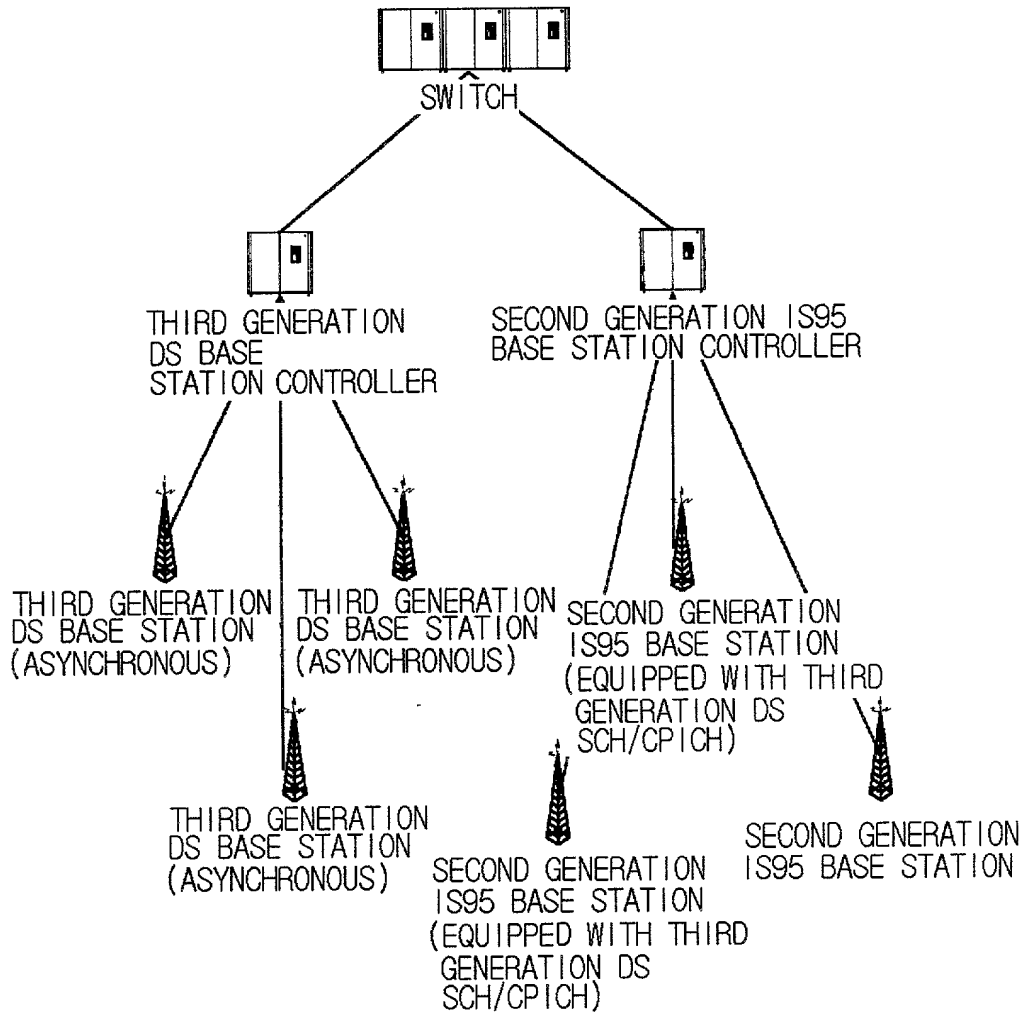 SWITCH
THIRD GENERATION
DS BASE
STATION CONTROLLER
SECOND GENERATION IS95
BASE STATION CONTROLLER
THIRD GENERATION
DS BASE STATION
(ASYNCHRONOUS)
THIRD GENERATION
DS BASE STATION
(ASYNCHRONOUS)
SECOND GENERATION
IS95 BASE STATION
(EQUIPPED WITH THIRD
GENERATION DS
SCH/CPICH)
THIRD GENERATION
DS BASE STATION
(ASYNCHRONOUS)
SECOND GENERATION
IS95 BASE STATION
(EQUIPPED WITH THIRD
GENERATION DS
SCH/CPICH)
SECOND GENERATION
IS95 BASE STATION